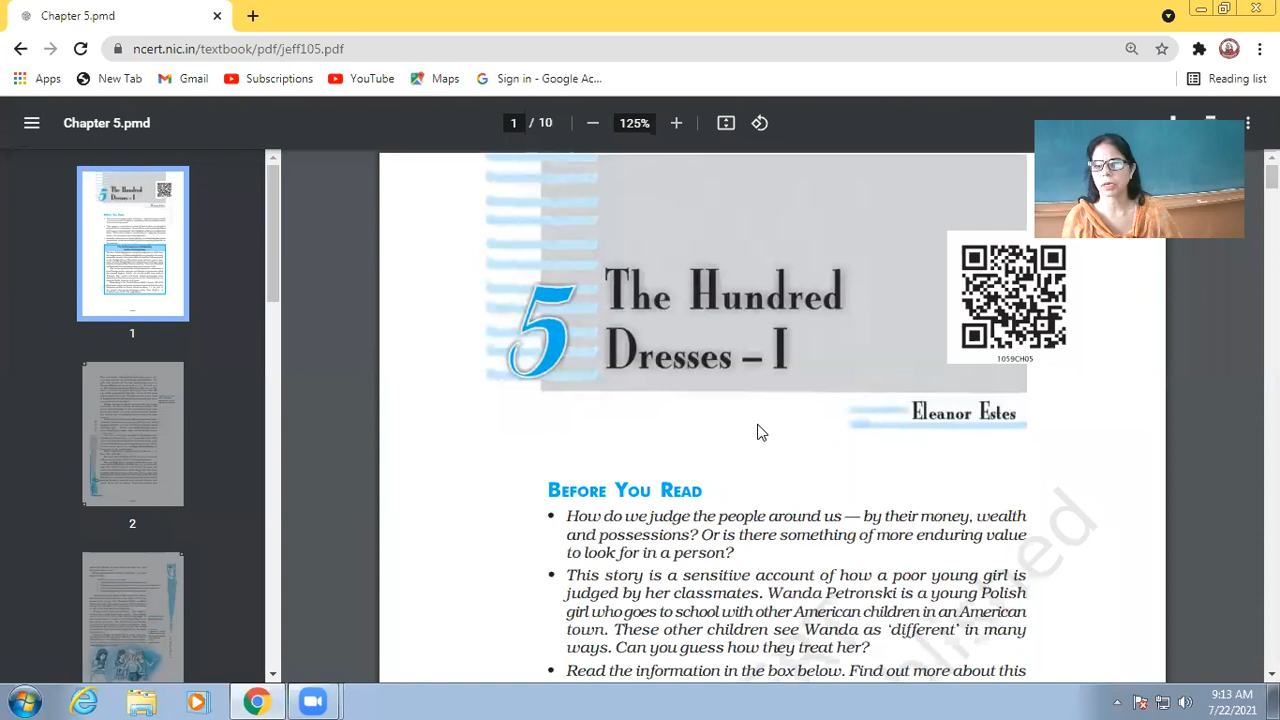 Chapter 5.pmd
ncert.nic.in/textbook/pdf/jeff105.pdf
Apps
New Tab
Gmail
Subscriptions
YouTube
Maps
Sign in - Google Ac...
Reading list
Chapter 5.pmd
1 / 10
125%
1
2
5
The Hundred
Dresses – I
1059CH05
Eleanor Estes
BEFORE YOU READ
• How do we judge the people around us — by their money, wealth
and possessions? Or is there something of more enduring value
to look for in a person?
• This story is a sensitive account of how a poor young girl is
judged by her classmates. Wanda Petronski is a young Polish
girl who goes to school with other American children in an American
town. These other children see Wanda as 'different' in many
ways. Can you guess how they treat her?
• Read the information in the box below. Find out more about this
9:13 AM
7/22/2021